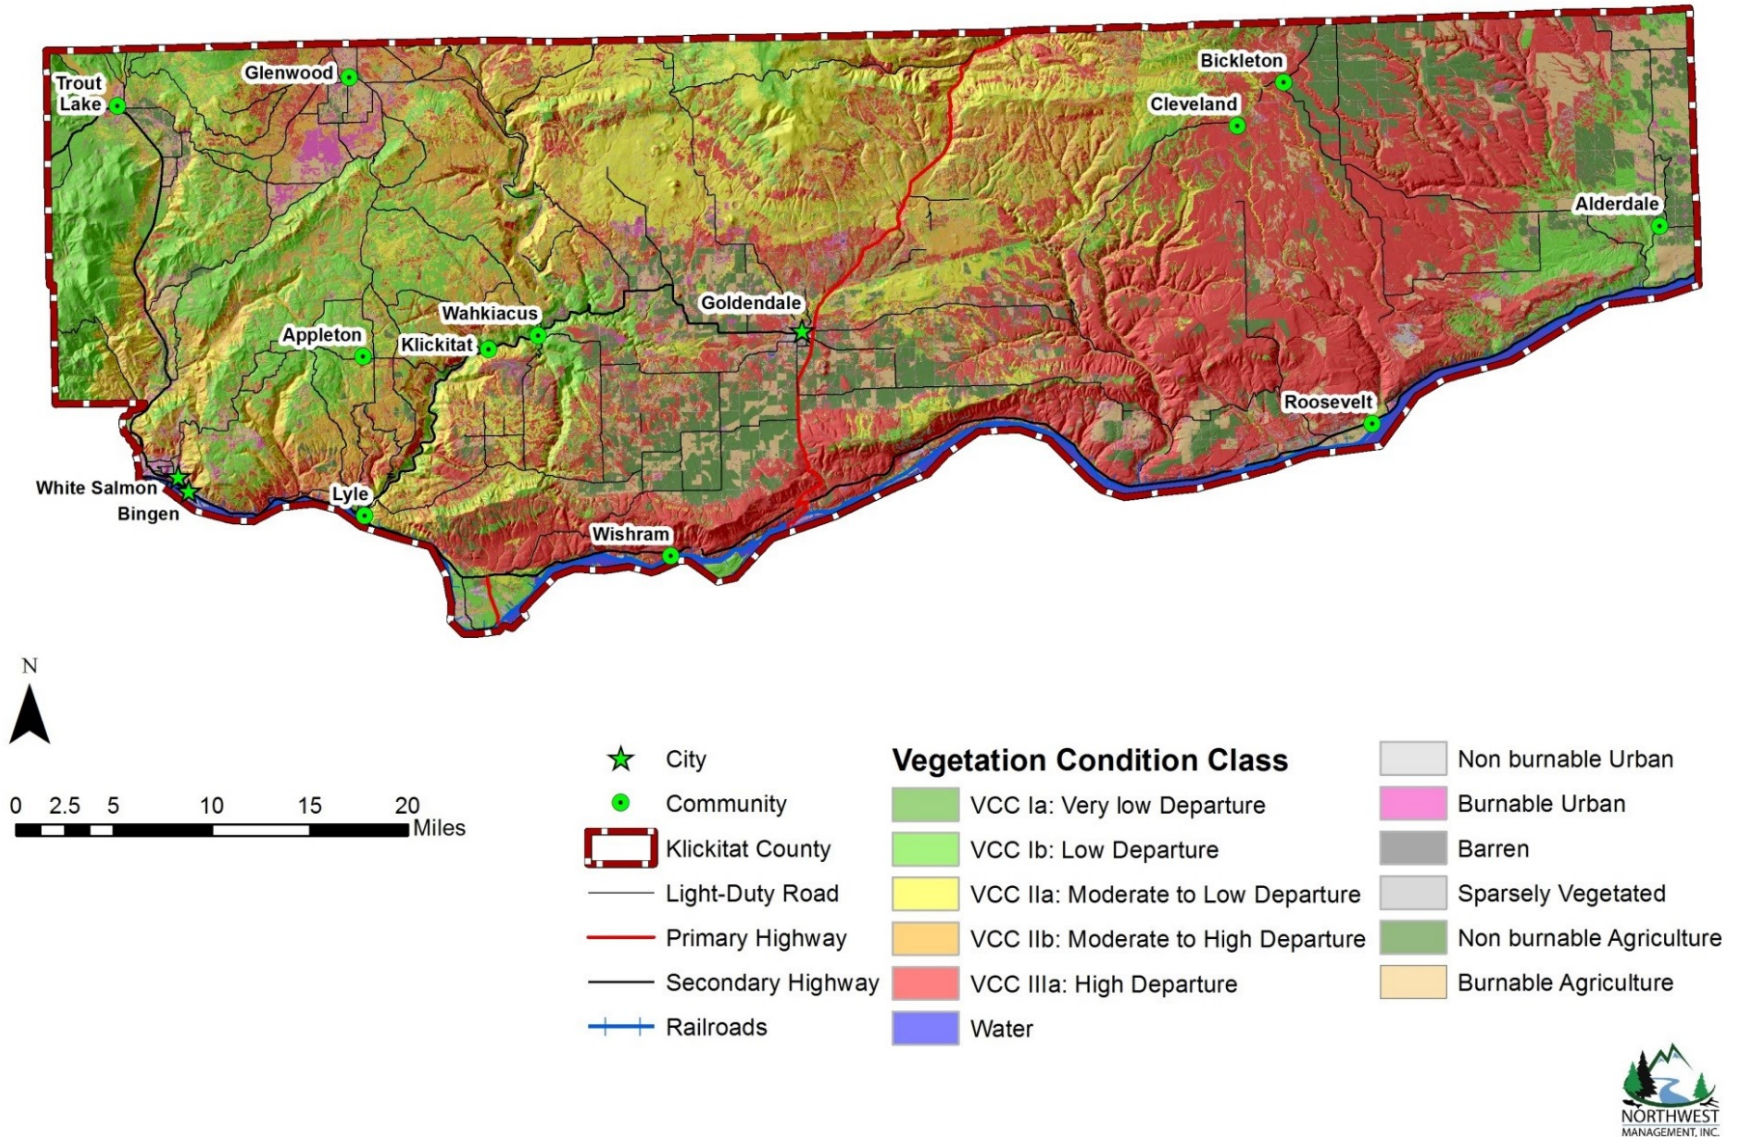 Bickleton
Glenwood
Trout
Lake
Cleveland
Alderdale
Goldendale
Wahkiacus
Appleton
Klickitat
Roosevelt
White Salmon
Lyle
Bingen
Wishram
N
0 2.5 5 10 15 20
Miles
City
Community
Klickitat County
Light-Duty Road
Primary Highway
Secondary Highway
Railroads
Vegetation Condition Class
VCC Ia: Very low Departure
VCC Ib: Low Departure
VCC IIa: Moderate to Low Departure
VCC IIb: Moderate to High Departure
VCC IIIa: High Departure
Water
Non burnable Urban
Burnable Urban
Barren
Sparsely Vegetated
Non burnable Agriculture
Burnable Agriculture
NORTHWEST
MANAGEMENT, INC.